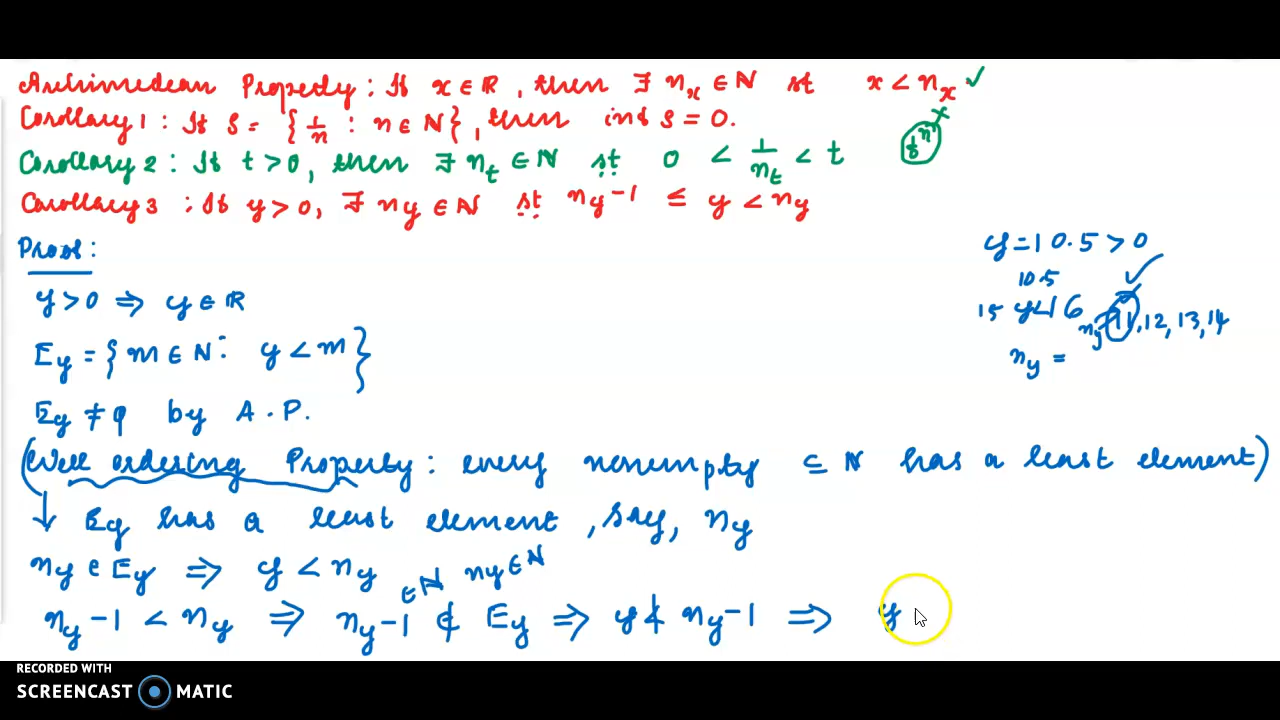 Archimedean Property : If x ∈ ℝ , then ∃ n_x ∈ ℕ st x < n_x ✓
Corollary 1 : If S = { 1/n : n ∈ ℕ } , then inf S = 0.
Corollary 2 : If t > 0 , then ∃ n_t ∈ ℕ st 0 < 1/n_t < t
Corollary 3 : If y > 0, ∃ n_y ∈ ℕ st n_y - 1 ≤ y < n_y
Proof :
y = 10.5 > 0
10.5
y > 0 ⇒ y ∈ ℝ
15 y < 16 n_y 11, 12, 13, 14
n_y =
E_y = { m ∈ ℕ : y < m }
E_y ≠ φ by A.P.
(Well ordering Property : every nonempty ⊆ ℕ has a least element)
↓ E_y has a least element , say, n_y
n_y ∈ E_y ⇒ y < n_y ∈ ℕ n_y ∈ ℕ
n_y - 1 < n_y ⇒ n_y - 1 ∉ E_y ⇒ y ≮ n_y - 1 ⇒ y
RECORDED WITH
SCREENCAST MATIC